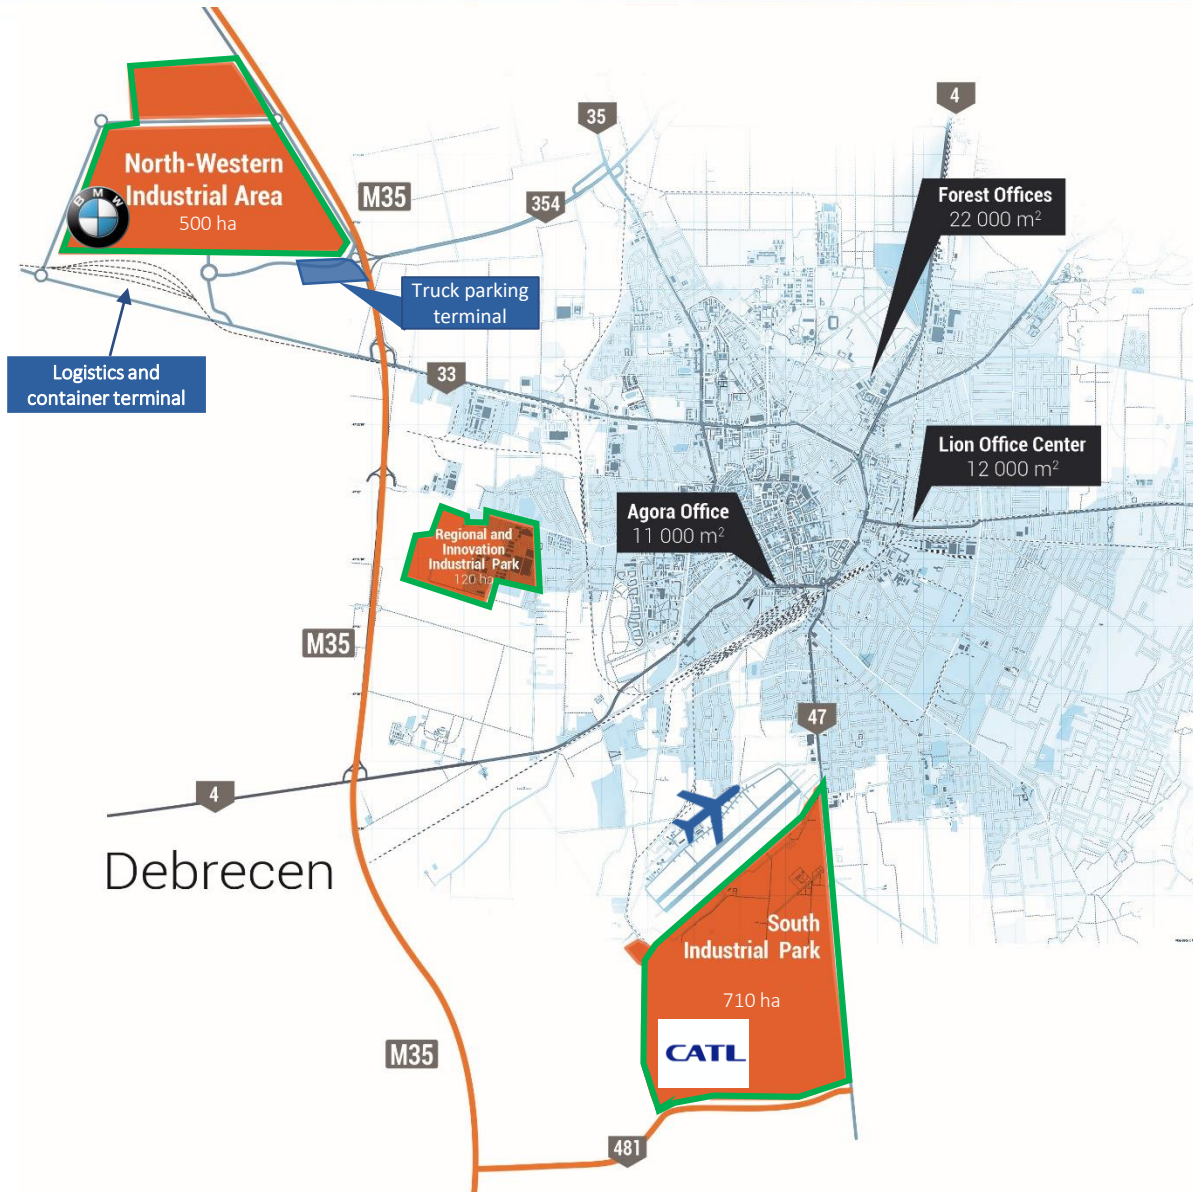 4
35
North-Western
Industrial Area
500 ha
BMW
M35
354
Forest Offices
22 000 m²
Truck parking
terminal
Logistics and
container terminal
33
Lion Office Center
12 000 m²
Agora Office
11 000 m²
Regional and
Innovation
Industrial Park
120 ha
M35
47
4
Debrecen
South
Industrial Park
710 ha
CATL
M35
481